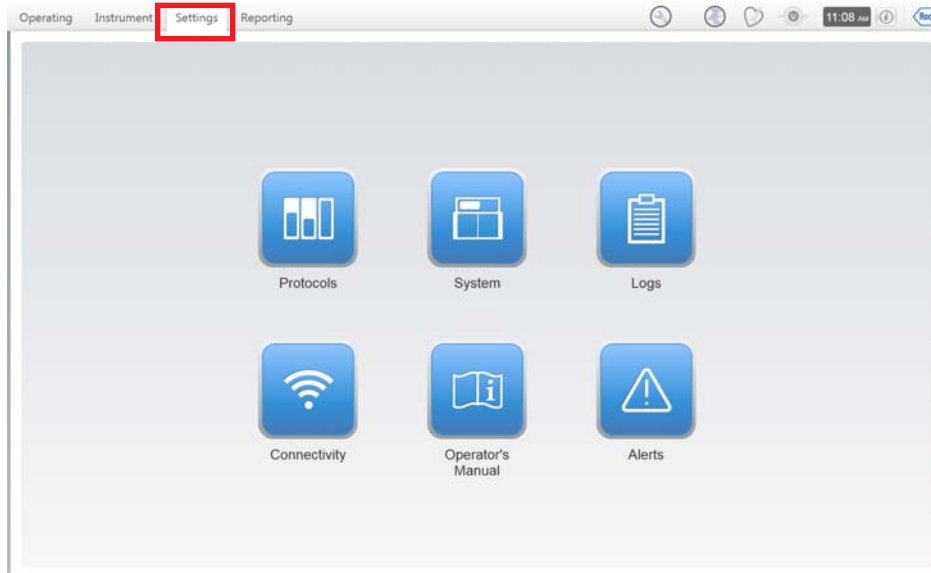 Operating Instrument Settings Reporting 11:08 AM
Protocols System Logs
Connectivity Operator's Alerts
Manual